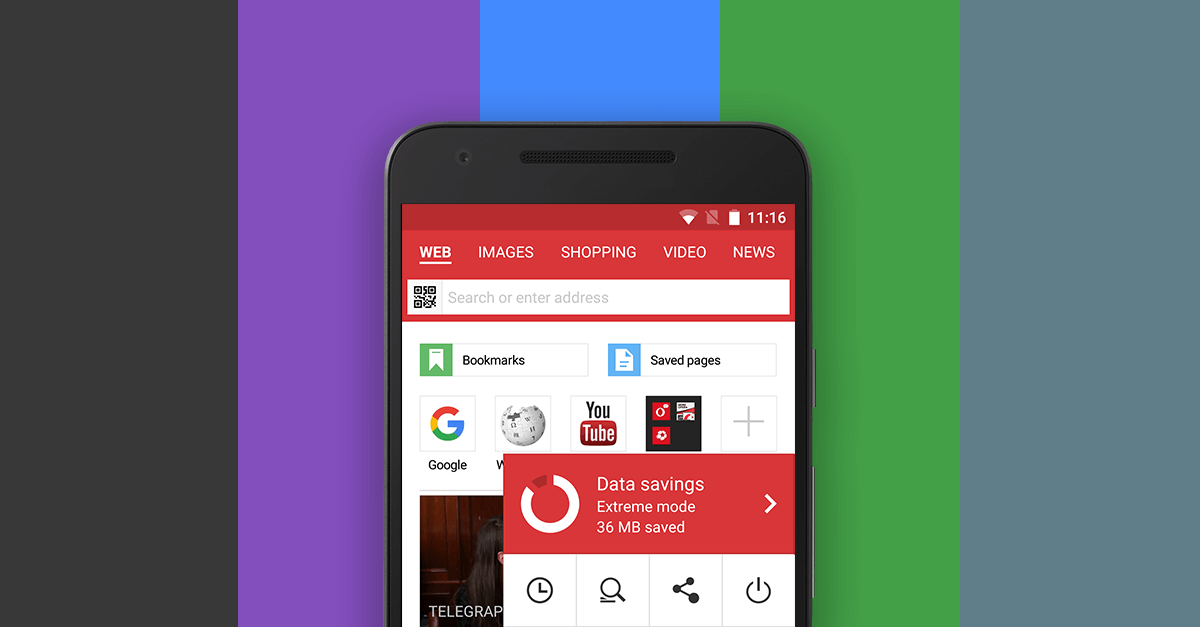 11:16
WEB IMAGES SHOPPING VIDEO NEWS
Search or enter address
Bookmarks Saved pages
You
Tube
Google
Data savings
Extreme mode
36 MB saved
TELEGRAP